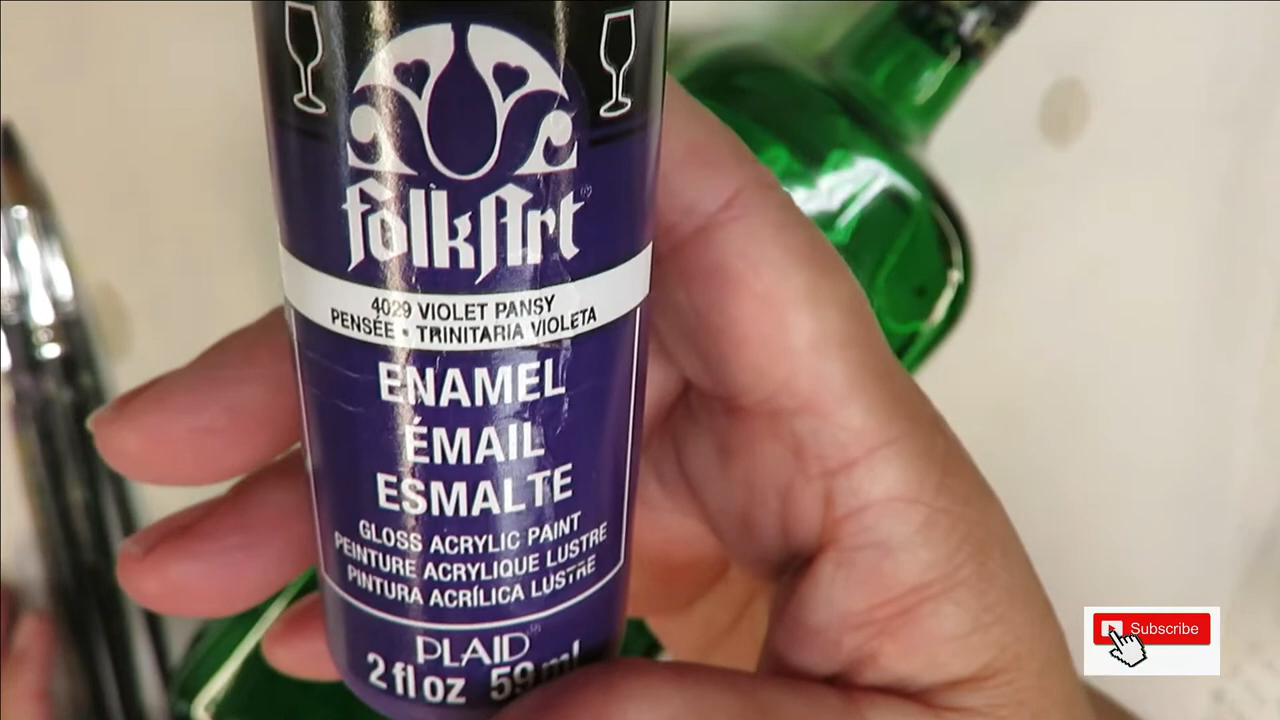 folkArt
4029 VIOLET PANSY
PENSÉE • TRINITARIA VIOLETA
ENAMEL
ÉMAIL
ESMALTE
GLOSS ACRYLIC PAINT
PEINTURE ACRYLIQUE LUSTRE
PINTURA ACRÍLICA LUSTRE
PLAID
2 fl oz 59 ml
Subscribe